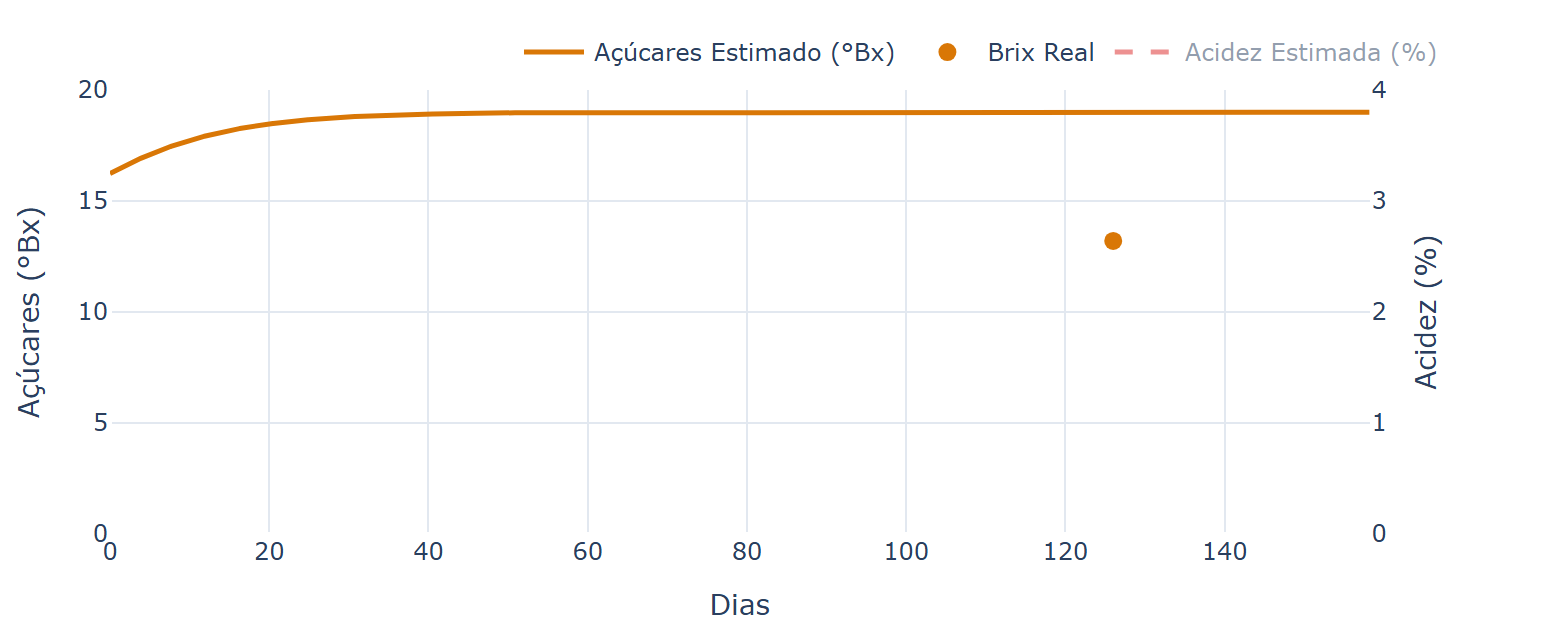 Açúcares Estimado (°Bx) Brix Real Acidez Estimada (%)
20 4
15 3
10 2
5 1
0 0
Açúcares (°Bx)
Acidez (%)
0 20 40 60 80 100 120 140
Dias